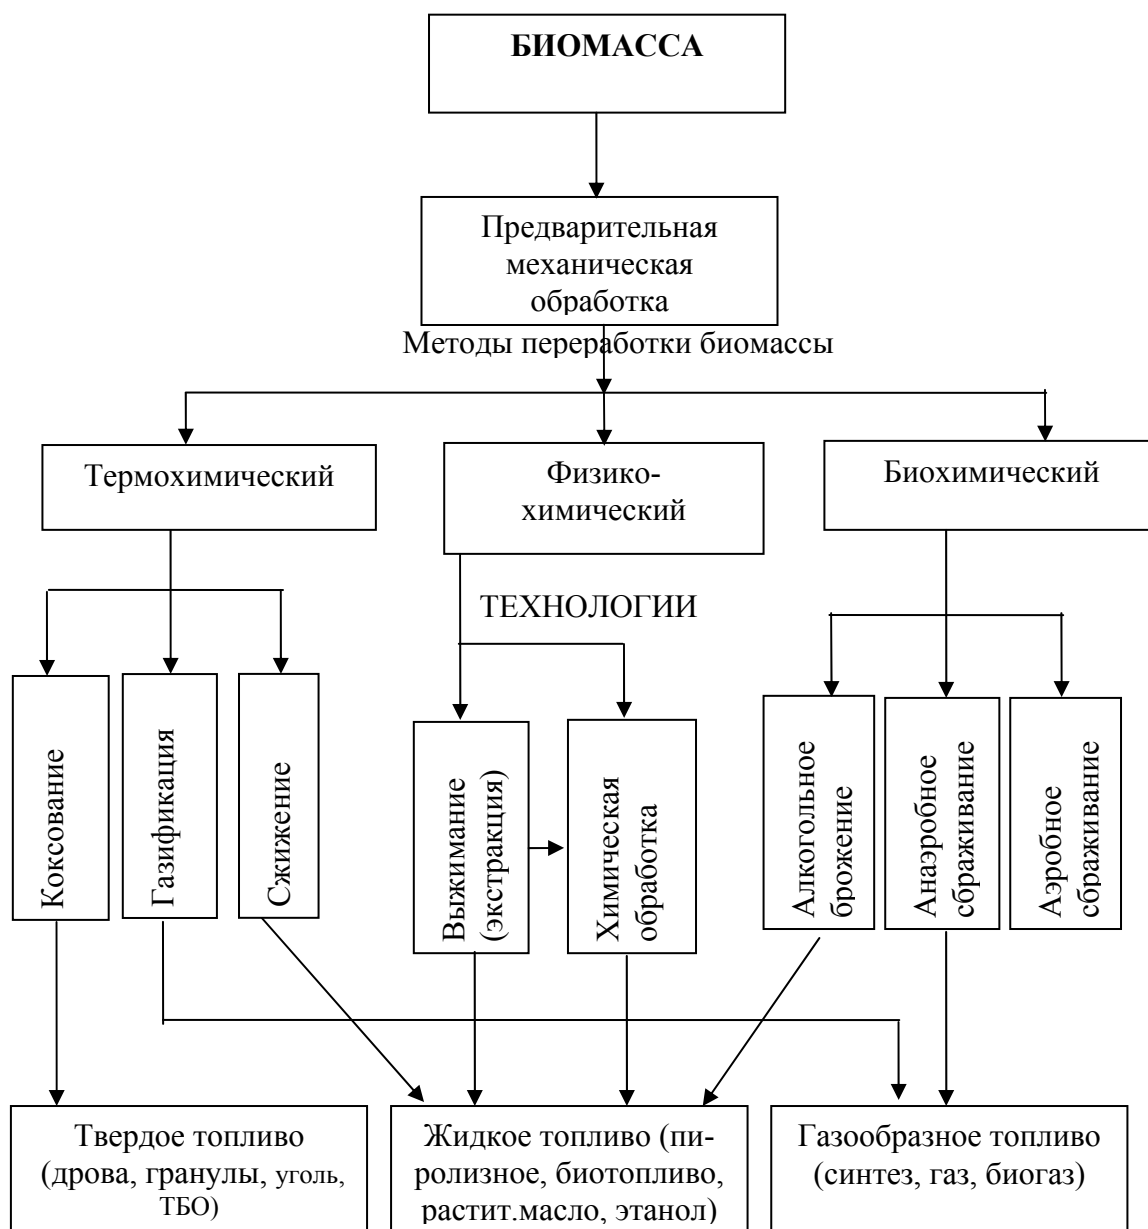 БИОМАССА
Предварительная
механическая
обработка
Методы переработки биомассы
Термохимический
Физико-
химический
Биохимический
ТЕХНОЛОГИИ
Коксование
Газификация
Сжижение
Выжимание
(экстракция)
Химическая
обработка
Алкогольное
брожение
Анаэробное
сбраживание
Аэробное
сбраживание
Твердое топливо
(дрова, гранулы, уголь,
ТБО)
Жидкое топливо (пи-
ролизное, биотопливо,
растит.масло, этанол)
Газообразное топливо
(синтез, газ, биогаз)